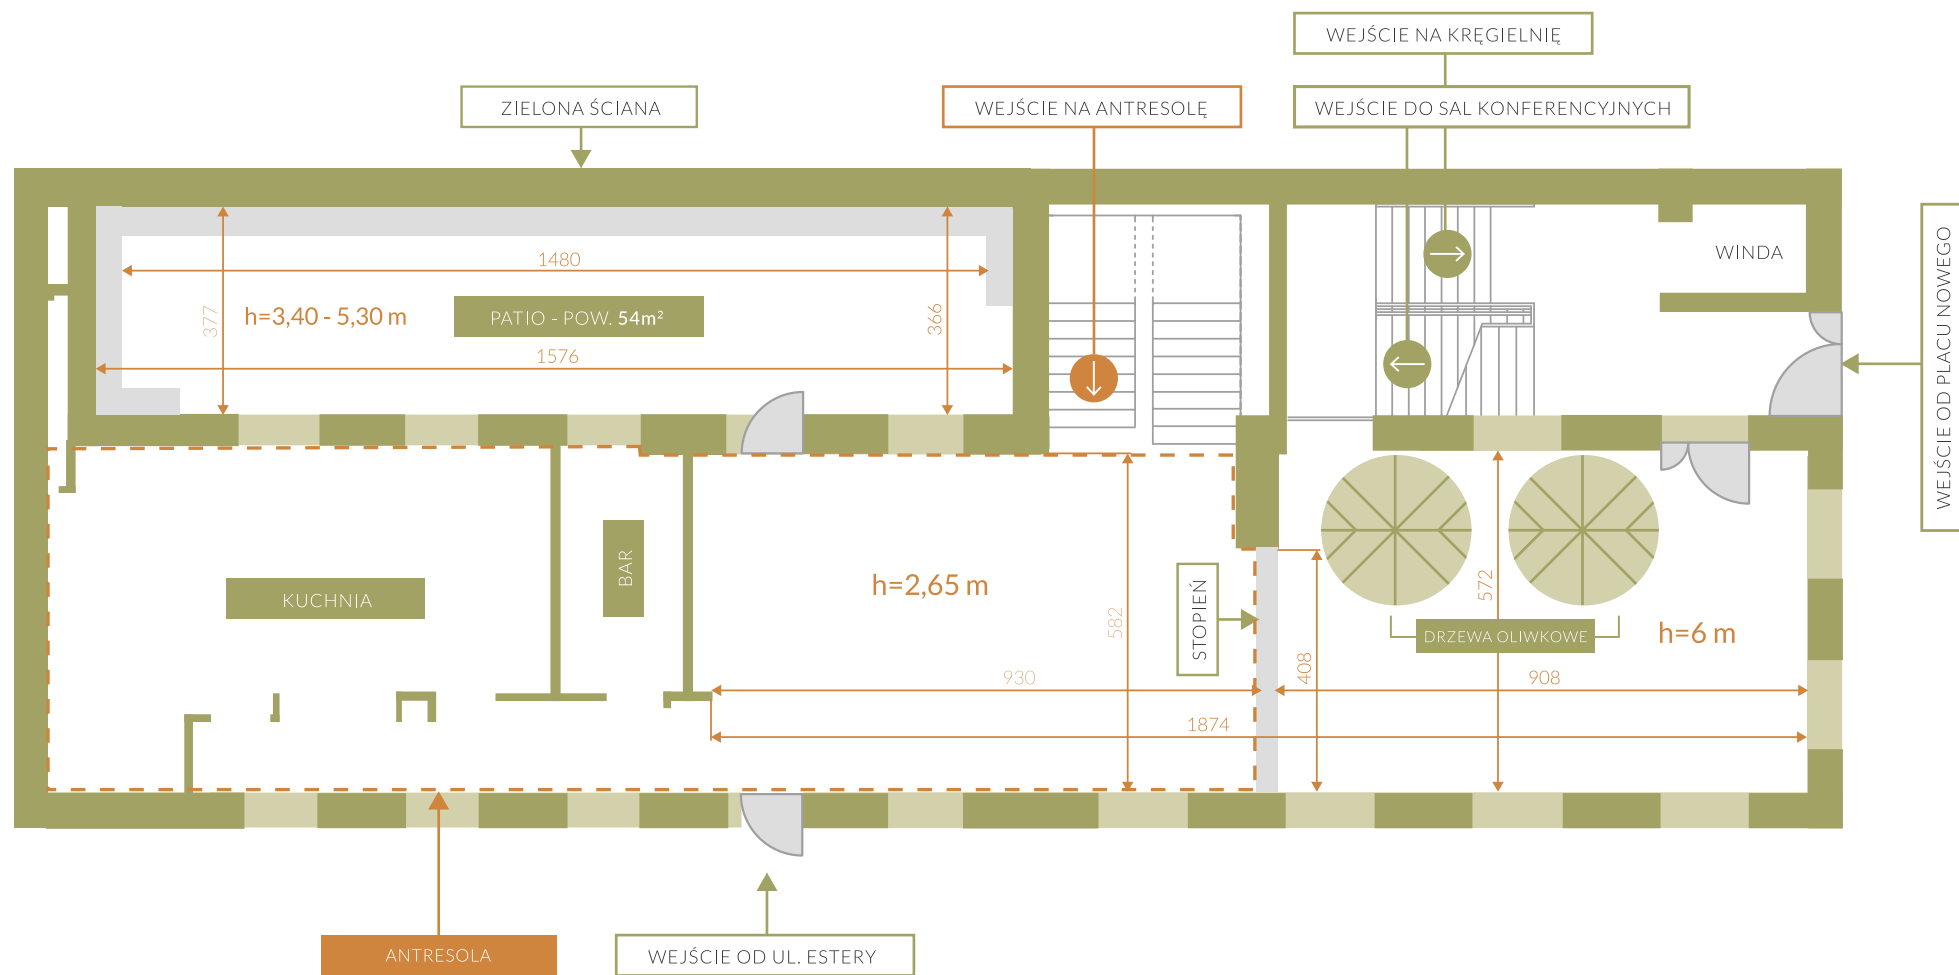 WEJŚCIE NA KRĘGIELNIĘ
ZIELONA ŚCIANA
WEJŚCIE NA ANTRESOLĘ
WEJŚCIE DO SAL KONFERENCYJNYCH
WEJŚCIE OD PLACU NOWEGO
WINDA
1480
377
h=3,40 - 5,30 m
PATIO - POW. 54m²
366
1576
KUCHNIA
BAR
h=2,65 m
582
STOPIEŃ
408
572
DRZEWA OLIWKOWE
h=6 m
930
908
1874
ANTRESOLA
WEJŚCIE OD UL. ESTERY